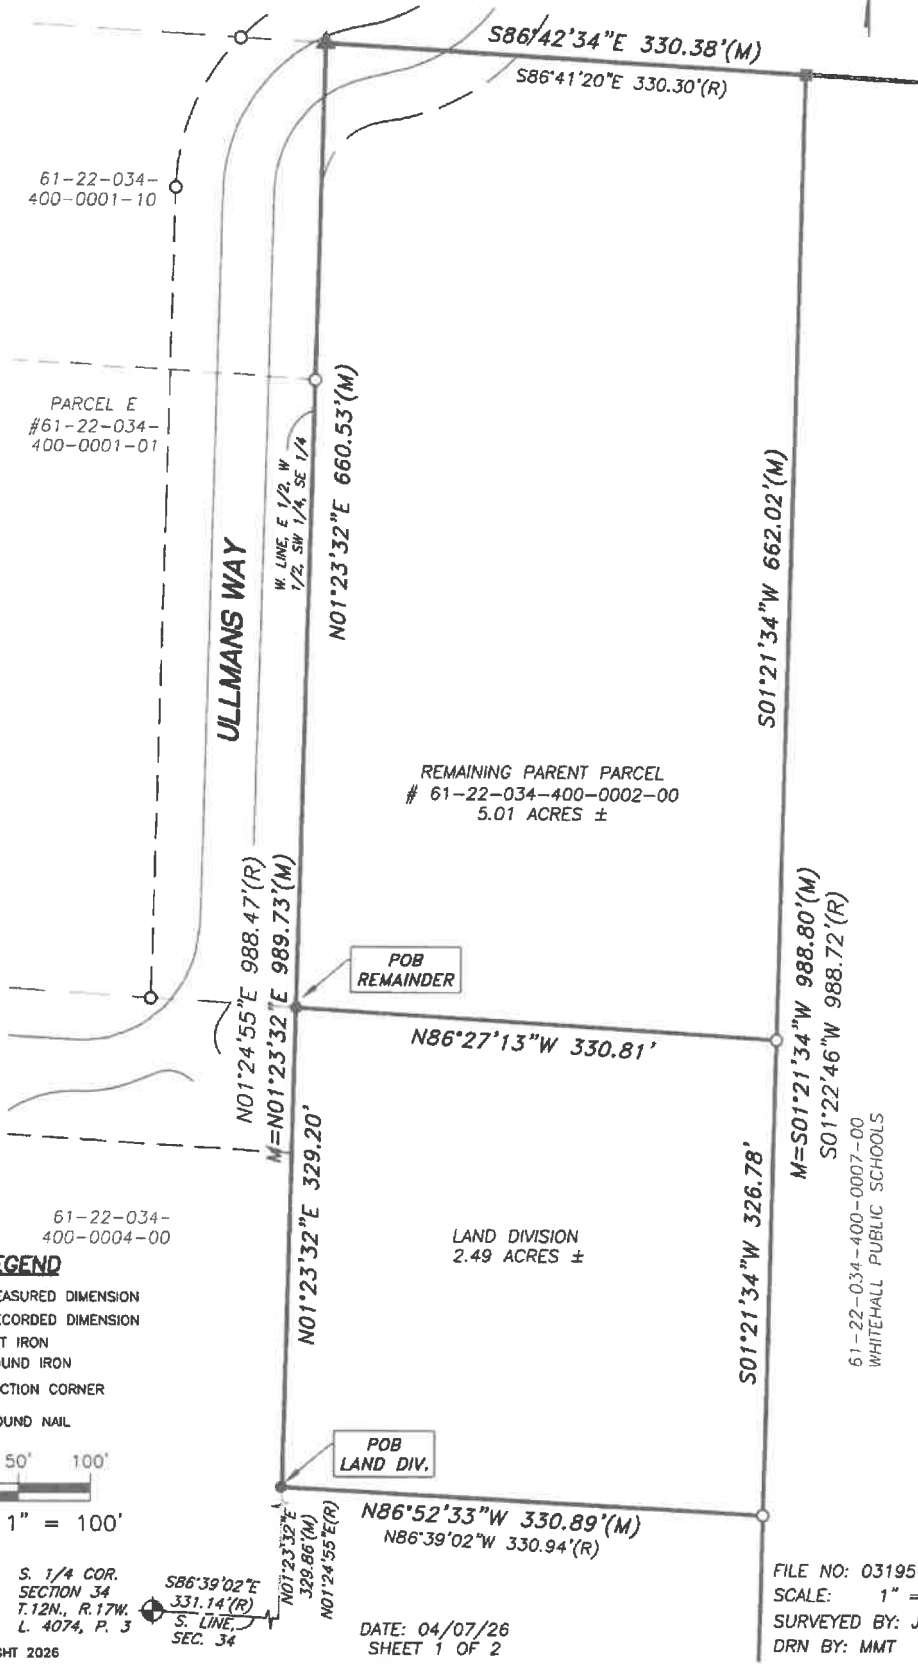 S86°42'34"E 330.38'(M)
S86°41'20"E 330.30'(R)
61-22-034-
400-0001-10
PARCEL E
#61-22-034-
400-0001-01
ULLMANS WAY
W. LINE, E 1/2, W
1/2, SW 1/4, SE 1/4
N01°23'32"E 660.53'(M)
S01°21'34"W 662.02'(M)
REMAINING PARENT PARCEL
# 61-22-034-400-0002-00
5.01 ACRES ±
N01°24'55"E 988.47'(R)
M=N01°23'32"E 989.73'(M)
POB
REMAINDER
N86°27'13"W 330.81'
M=S01°21'34"W 988.80'(M)
S01°22'46"W 988.72'(R)
61-22-034-400-0007-00
WHITEHALL PUBLIC SCHOOLS
N01°23'32"E 329.20'
S01°21'34"W 326.78'
LAND DIVISION
2.49 ACRES ±
61-22-034-
400-0004-00
EGEND
EASURED DIMENSION
ECORDED DIMENSION
T IRON
UND IRON
CTION CORNER
OUND NAIL
50' 100'
1" = 100'
POB
LAND DIV.
N86°52'33"W 330.89'(M)
N86°39'02"W 330.94'(R)
N01°23'32"E
329.86'(M)
N01°24'55"E(R)
S. 1/4 COR.
SECTION 34
T.12N., R.17W.
L. 4074, P. 3
S86°39'02"E
331.14'(R)
S. LINE,
SEC. 34
GHT 2026
DATE: 04/07/26
SHEET 1 OF 2
FILE NO: 03195
SCALE: 1" =
SURVEYED BY: J
DRN BY: MMT